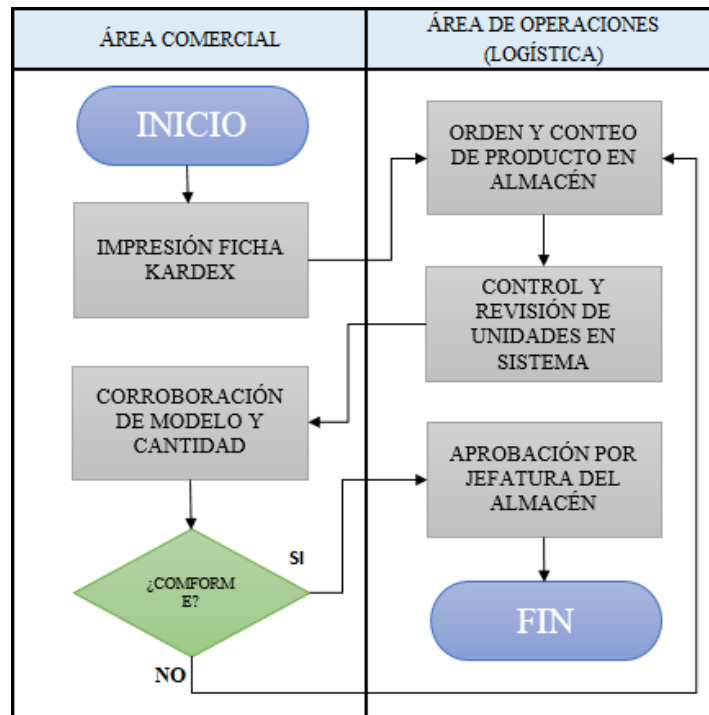 ÁREA COMERCIAL
ÁREA DE OPERACIONES
(LOGÍSTICA)
INICIO
ORDEN Y CONTEO
DE PRODUCTO EN
ALMACÉN
IMPRESIÓN FICHA
KARDEX
CONTROL Y
REVISIÓN DE
UNIDADES EN
SISTEMA
CORROBORACIÓN
DE MODELO Y
CANTIDAD
APROBACIÓN POR
JEFATURA DEL
ALMACÉN
¿COMFORM
E?
SI
NO
FIN